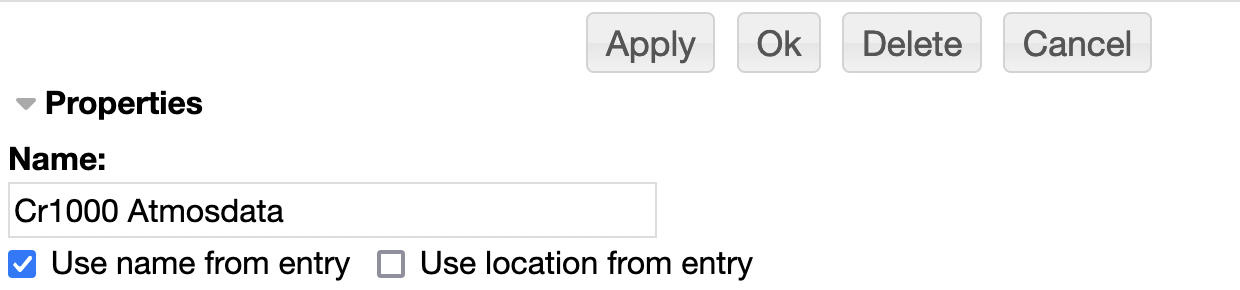 Apply Ok Delete Cancel
Properties
Name:
Cr1000 Atmosdata
Use name from entry Use location from entry